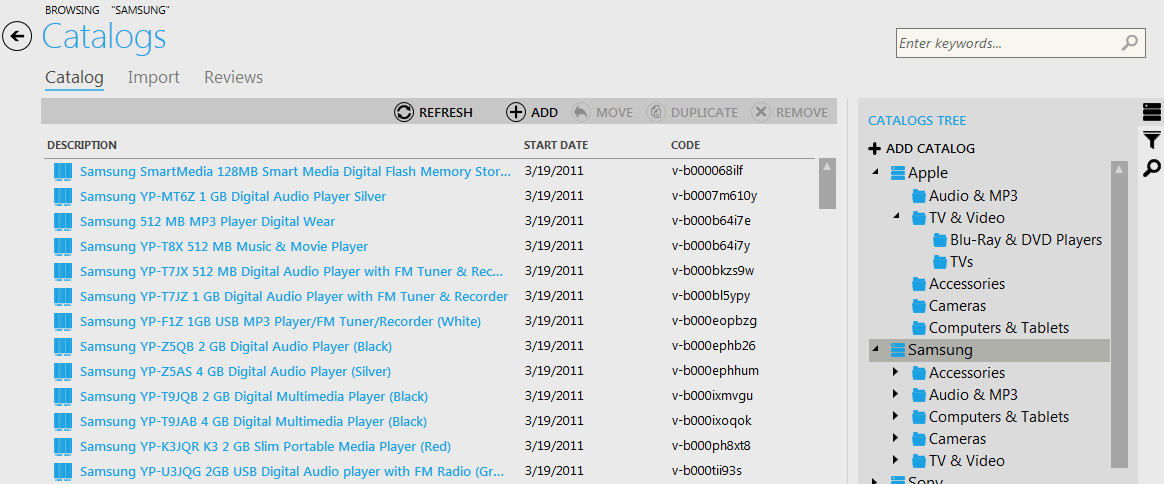 BROWSING "SAMSUNG"
Catalogs
Enter keywords...
Catalog Import Reviews
REFRESH ADD MOVE DUPLICATE REMOVE
DESCRIPTION START DATE CODE
Samsung SmartMedia 128MB Smart Media Digital Flash Memory Stor... 3/19/2011 v-b000068ilf
Samsung YP-MT6Z 1 GB Digital Audio Player Silver 3/19/2011 v-b0007m610y
Samsung 512 MB MP3 Player Digital Wear 3/19/2011 v-b000b64i7e
Samsung YP-T8X 512 MB Music & Movie Player 3/19/2011 v-b000b64i7y
Samsung YP-T7JX 512 MB Digital Audio Player with FM Tuner & Rec... 3/19/2011 v-b000bkzs9w
Samsung YP-T7JZ 1 GB Digital Audio Player with FM Tuner & Recorder 3/19/2011 v-b000bl5ypy
Samsung YP-F1Z 1GB USB MP3 Player/FM Tuner/Recorder (White) 3/19/2011 v-b000eopbzg
Samsung YP-Z5QB 2 GB Digital Audio Player (Black) 3/19/2011 v-b000ephb26
Samsung YP-Z5AS 4 GB Digital Audio Player (Silver) 3/19/2011 v-b000ephhum
Samsung YP-T9JQB 2 GB Digital Multimedia Player (Black) 3/19/2011 v-b000ixmvgu
Samsung YP-T9JAB 4 GB Digital Multimedia Player (Black) 3/19/2011 v-b000ixoqok
Samsung YP-K3JQR K3 2 GB Slim Portable Media Player (Red) 3/19/2011 v-b000ph8xt8
Samsung YP-U3JQG 2GB USB Digital Audio player with FM Radio (Gr... 3/19/2011 v-b000tii93s
CATALOGS TREE
ADD CATALOG
Apple
Audio & MP3
TV & Video
Blu-Ray & DVD Players
TVs
Accessories
Cameras
Computers & Tablets
Samsung
Accessories
Audio & MP3
Computers & Tablets
Cameras
TV & Video
Sony